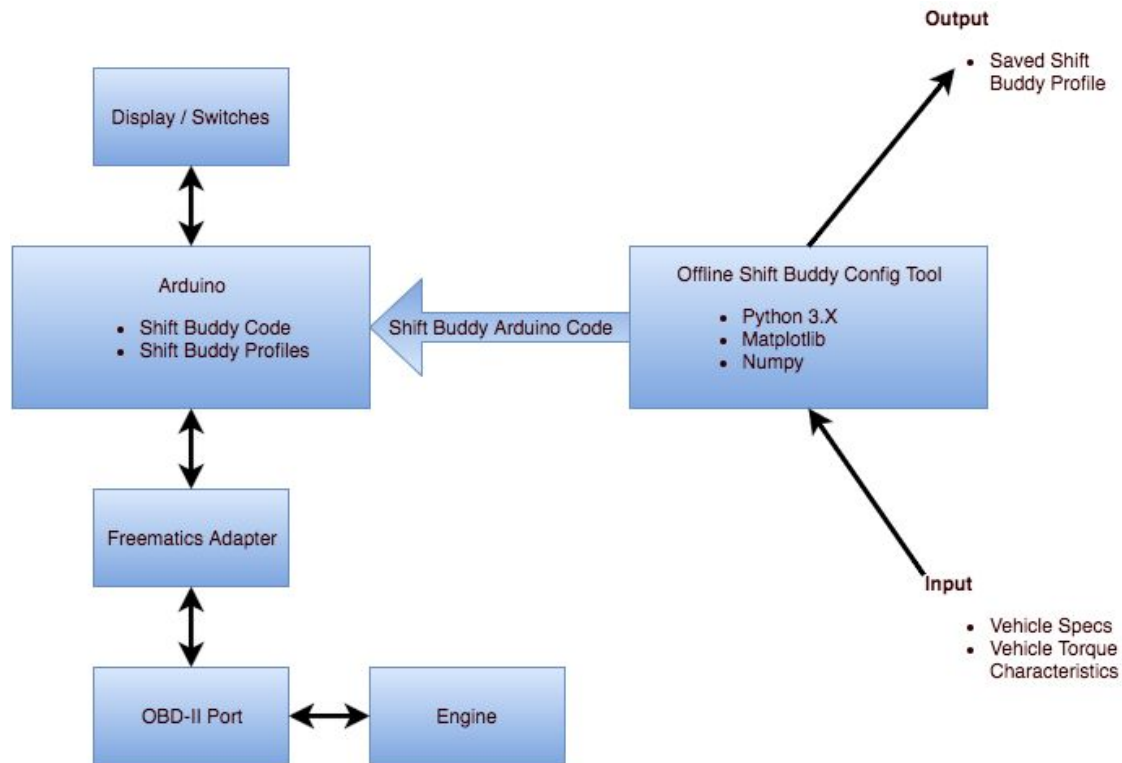 Output
• Saved Shift
Buddy Profile
Display / Switches
Arduino
• Shift Buddy Code
• Shift Buddy Profiles
Shift Buddy Arduino Code
Offline Shift Buddy Config Tool
• Python 3.X
• Matplotlib
• Numpy
Freematics Adapter
Input
• Vehicle Specs
• Vehicle Torque
Characteristics
OBD-II Port
Engine